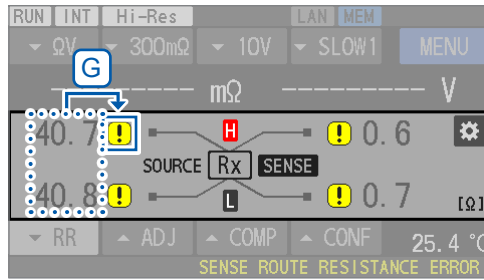 RUN INT Hi-Res LAN MEM
ΩV 300mΩ 10V SLOW1 MENU
G
---- mΩ ---- V
40.7 ! H ! 0.6
SOURCE Rx SENSE
40.8 ! L ! 0.7 [Ω]
RR ADJ COMP CONF 25.4 °C
SENSE ROUTE RESISTANCE ERROR